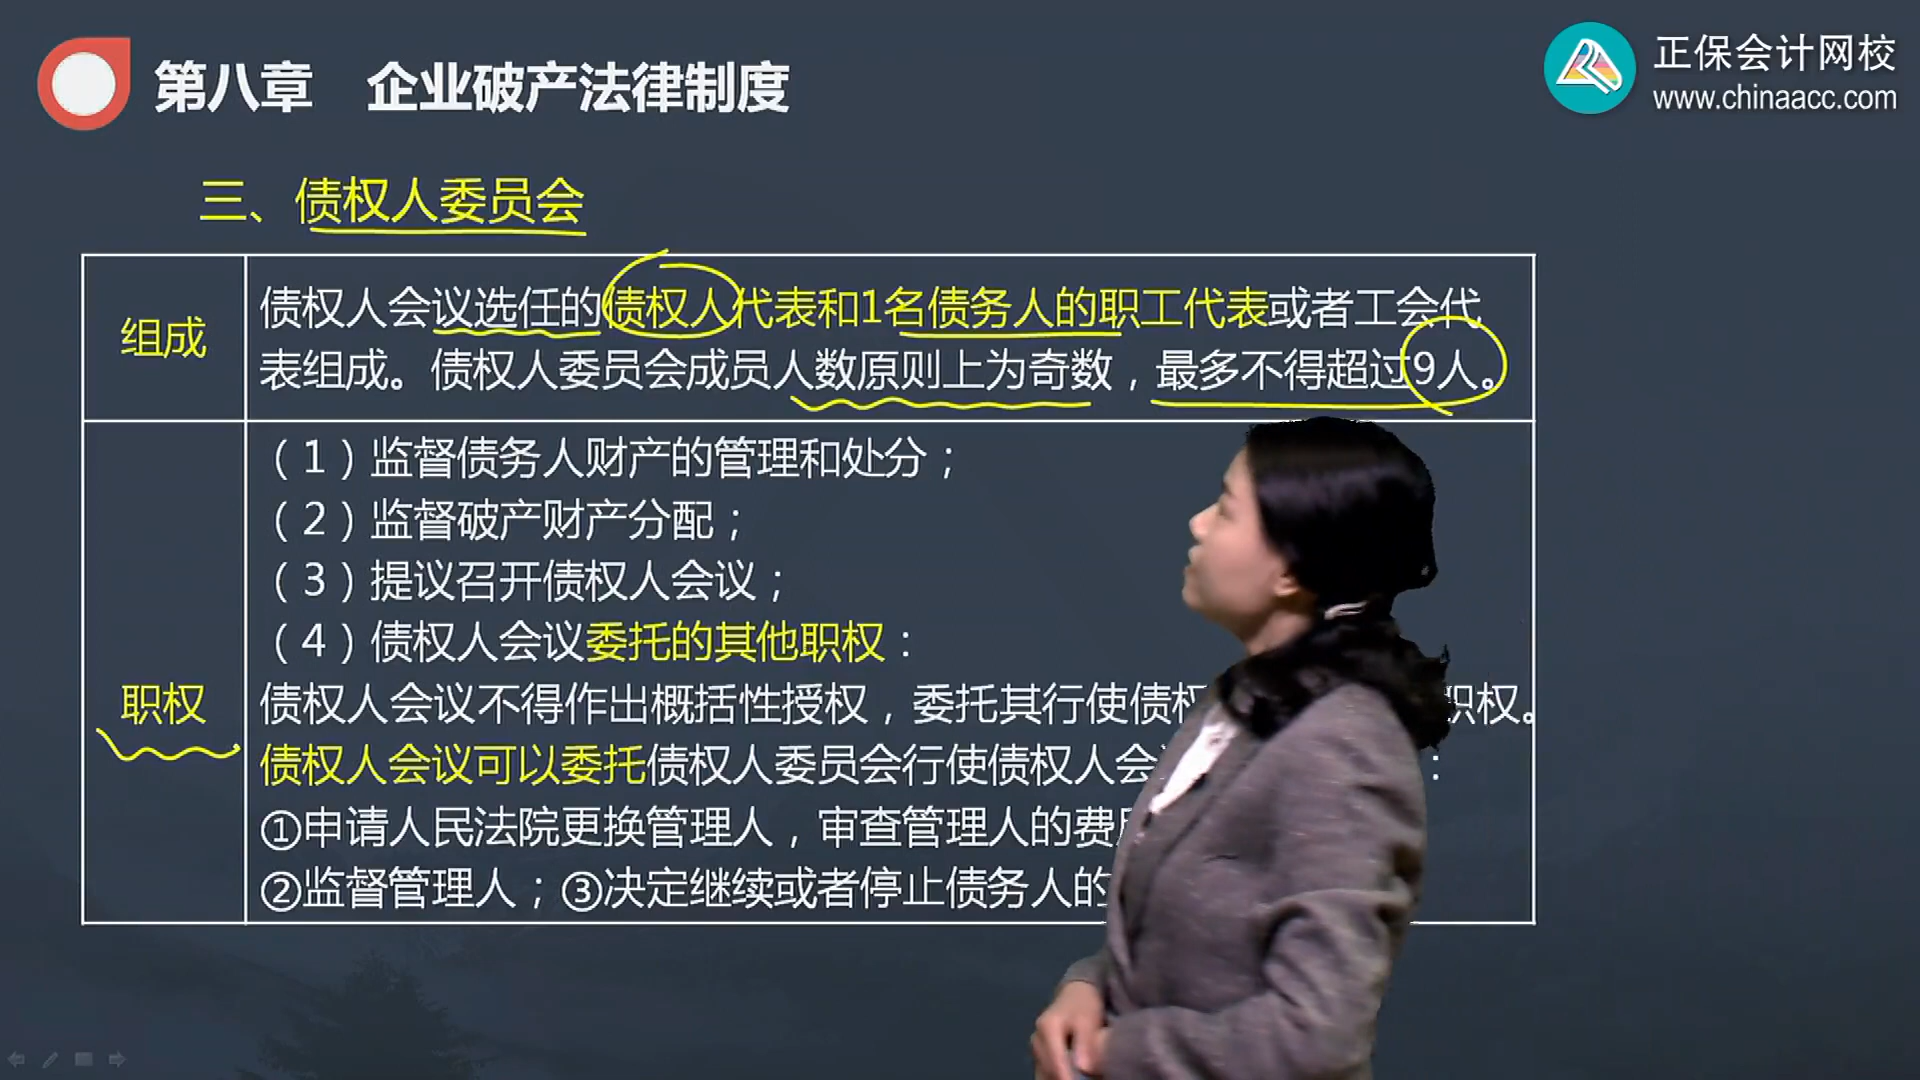 第八章 企业破产法律制度
正保会计网校
www.chinaacc.com
三、债权人委员会
组成
债权人会议选任的债权人代表和1名债务人的职工代表或者工会代
表组成。债权人委员会成员人数原则上为奇数，最多不得超过9人。
职权
（1）监督债务人财产的管理和处分；
（2）监督破产财产分配；
（3）提议召开债权人会议；
（4）债权人会议委托的其他职权：
债权人会议不得作出概括性授权，委托其行使债权 职权。
债权人会议可以委托债权人委员会行使债权人会 ：
①申请人民法院更换管理人，审查管理人的费
②监督管理人；③决定继续或者停止债务人的